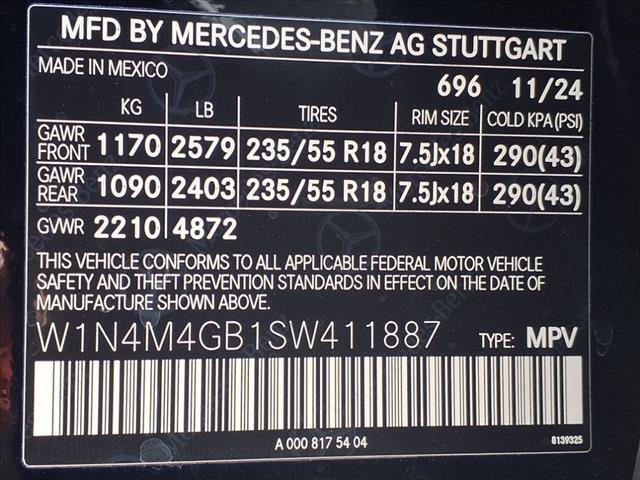 MFD BY MERCEDES-BENZ AG STUTTGART
MADE IN MEXICO 696 11/24
KG LB TIRES RIM SIZE COLD KPA(PSI)
GAWR FRONT 1170 2579 235/55 R18 7.5Jx18 290(43)
GAWR REAR 1090 2403 235/55 R18 7.5Jx18 290(43)
GVWR 2210 4872
THIS VEHICLE CONFORMS TO ALL APPLICABLE FEDERAL MOTOR VEHICLE
SAFETY AND THEFT PREVENTION STANDARDS IN EFFECT ON THE DATE
OF MANUFACTURE SHOWN ABOVE.
W1N4M4GB1SW411887 TYPE: MPV
A 000 817 54 04 8139325